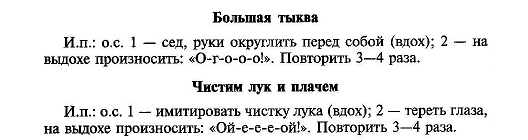 Большая тыква
И.п.: о.с. 1 — сед, руки округлить перед собой (вдох); 2 — на
выдохе произносить: «О-г-о-о-о!». Повторить 3—4 раза.
Чистим лук и плачем
И.п.: о.с. 1 — имитировать чистку лука (вдох); 2 — тереть глаза,
на выдохе произносить: «Ой-е-е-е-ой!». Повторить 3—4 раза.